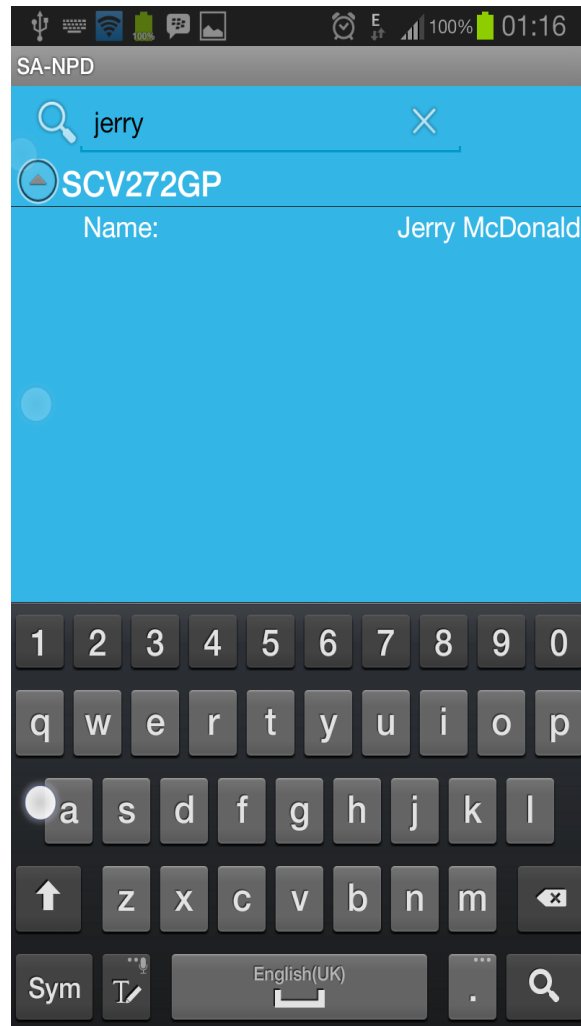 100%
E
100% 01:16
SA-NPD
jerry
SCV272GP
Name: Jerry McDonald
1 2 3 4 5 6 7 8 9 0
q w e r t y u i o p
a s d f g h j k l
z x c v b n m
Sym T English(UK) .